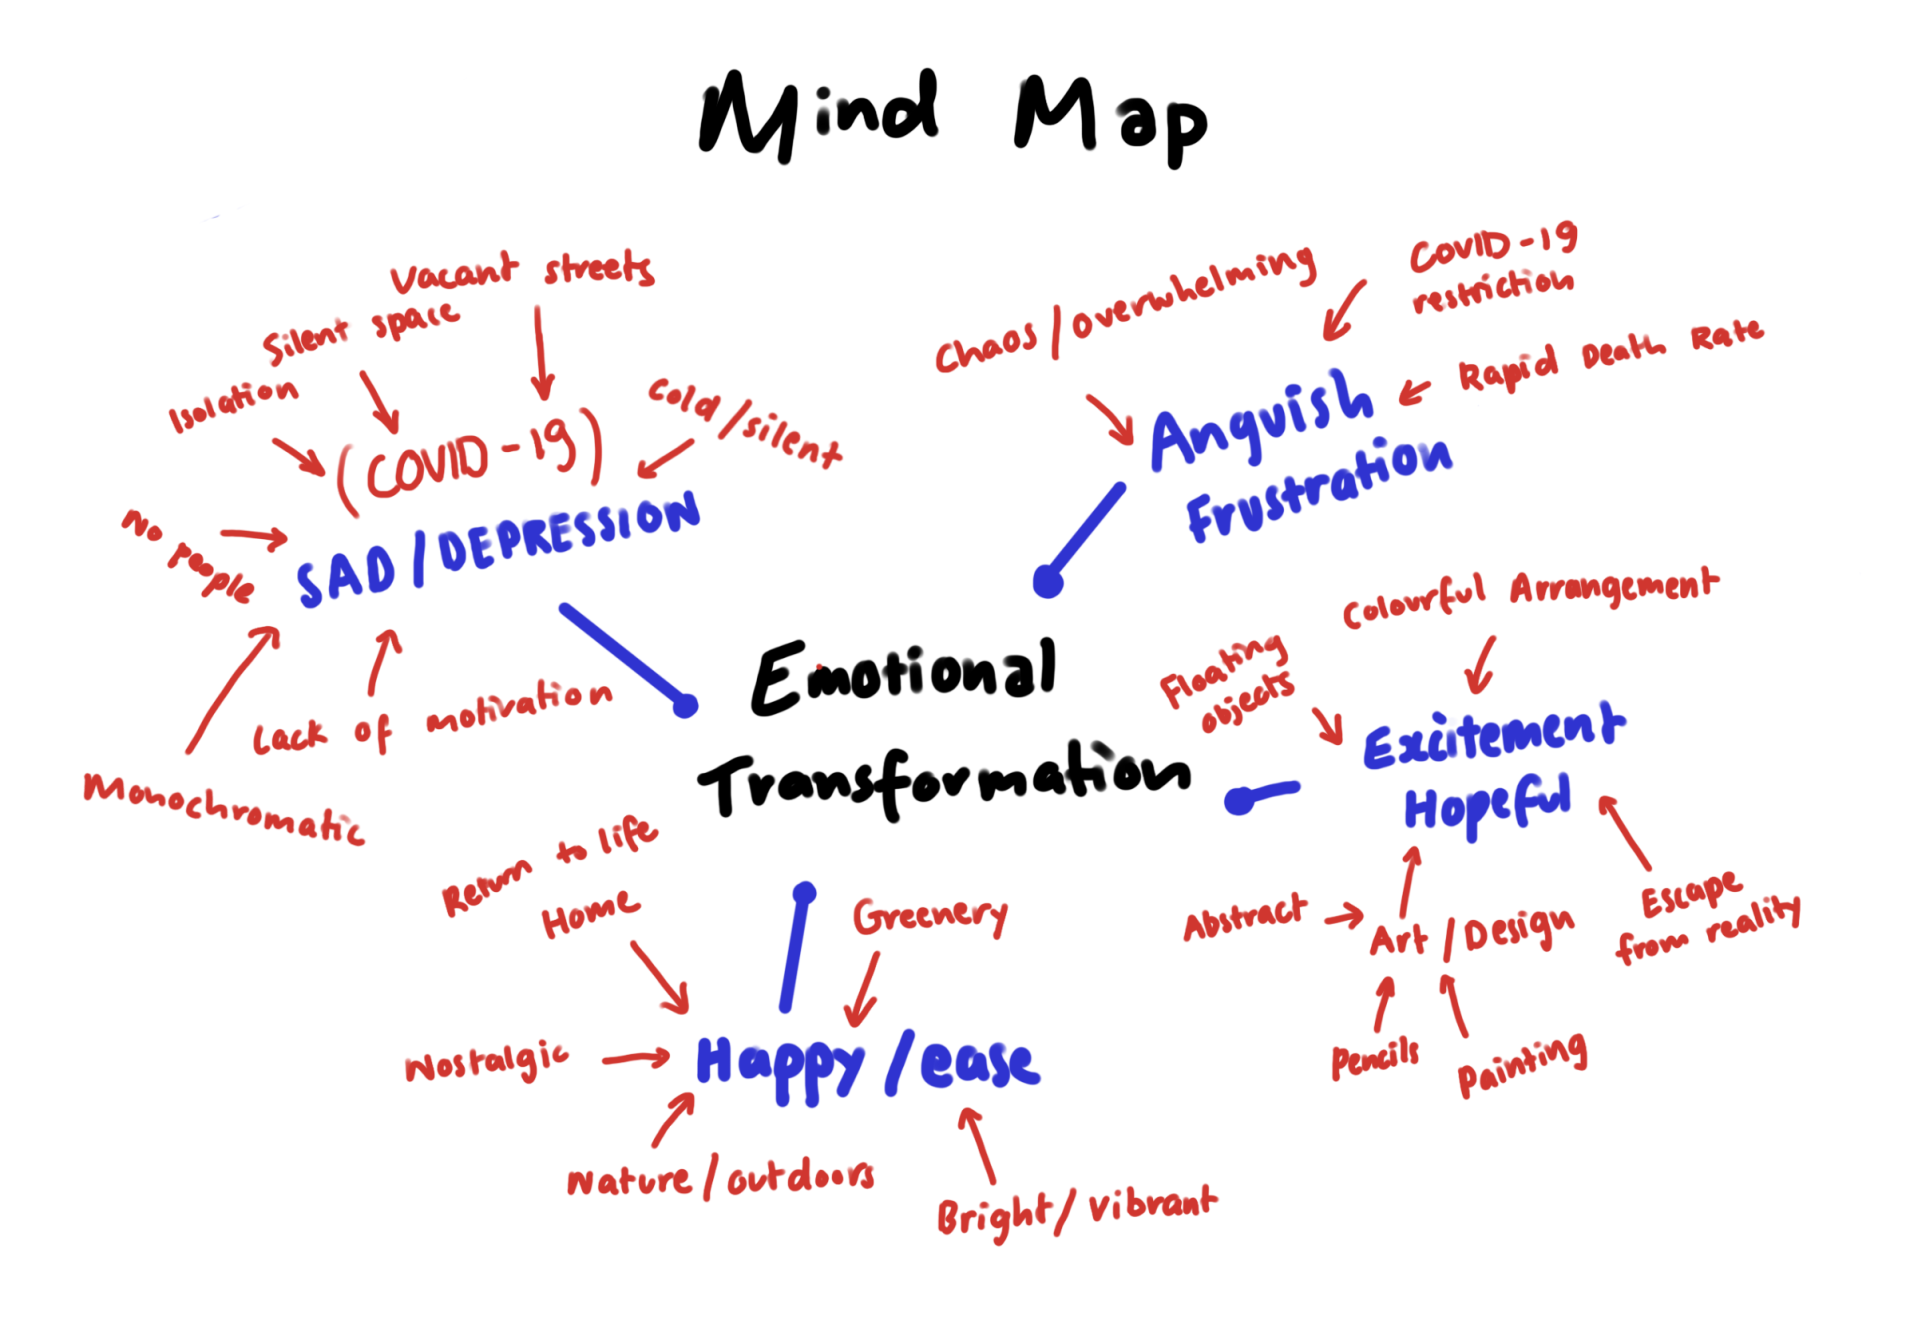 Mind Map
Vacant streets
Silent space
Isolation
Cold/silent
(COVID-19)
No people
SAD/DEPRESSION
Lack of motivation
Monochromatic
Chaos/overwhelming
COVID-19
restriction
Rapid Death Rate
Anguish
Frustration
Emotional
Transformation
Colourful Arrangement
Floating
objects
Excitement
Hopeful
Abstract
Art/Design
Escape
from reality
Pencils
Painting
Return to life
Home
Greenery
Nostalgic
Happy/ease
Nature/outdoors
Bright/vibrant